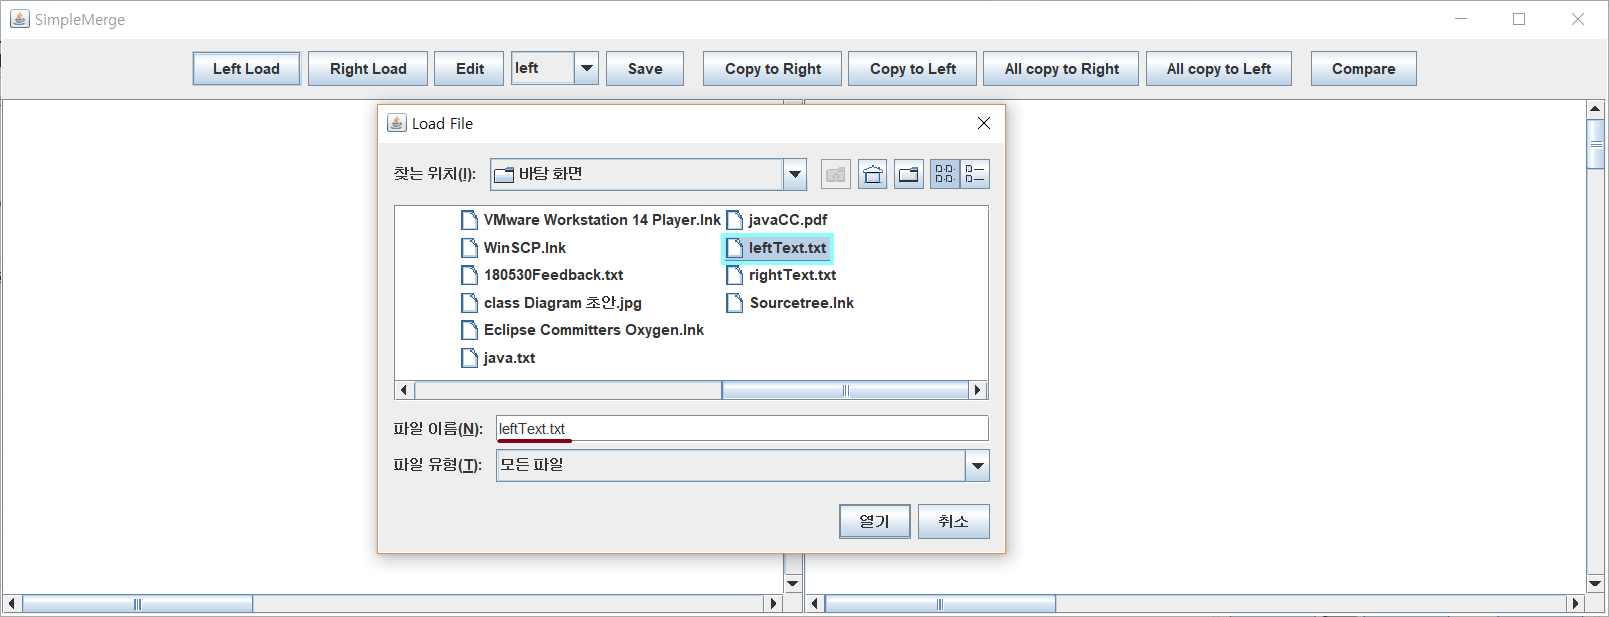 SimpleMerge
Left Load Right Load Edit left Save Copy to Right Copy to Left All copy to Right All copy to Left Compare
Load File
찾는 위치(I): 바탕 화면
VMware Workstation 14 Player.lnk javaCC.pdf
WinSCP.lnk leftText.txt
180530Feedback.txt rightText.txt
class Diagram 초안.jpg Sourcetree.lnk
Eclipse Committers Oxygen.lnk
java.txt
파일 이름(N): leftText.txt
파일 유형(T): 모든 파일
열기 취소